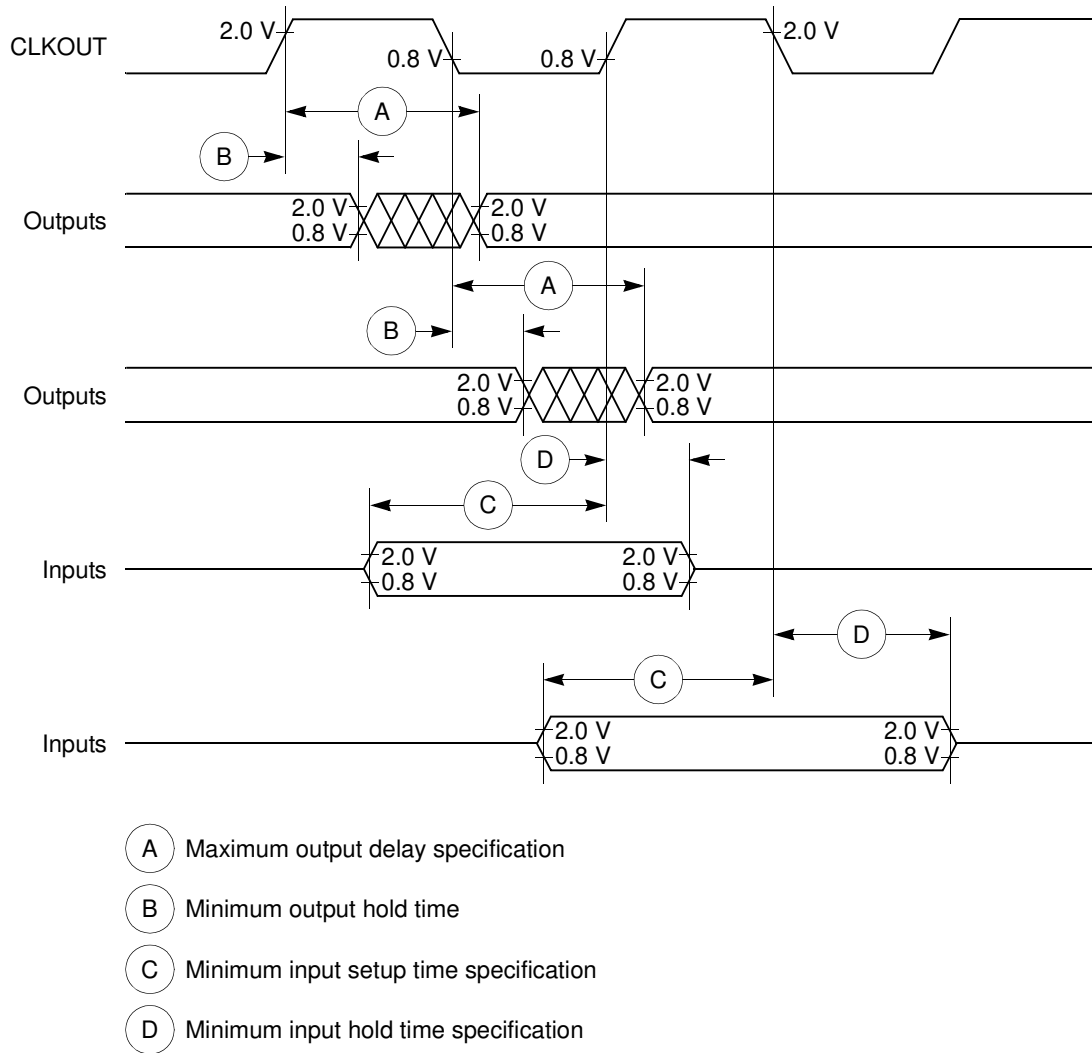 2.0 V
2.0 V
CLKOUT
0.8 V
0.8 V
A
B
2.0 V
2.0 V
Outputs
0.8 V
0.8 V
A
B
2.0 V
2.0 V
Outputs
0.8 V
0.8 V
D
C
2.0 V
2.0 V
Inputs
0.8 V
0.8 V
D
C
2.0 V
2.0 V
Inputs
0.8 V
0.8 V
A Maximum output delay specification
B Minimum output hold time
C Minimum input setup time specification
D Minimum input hold time specification